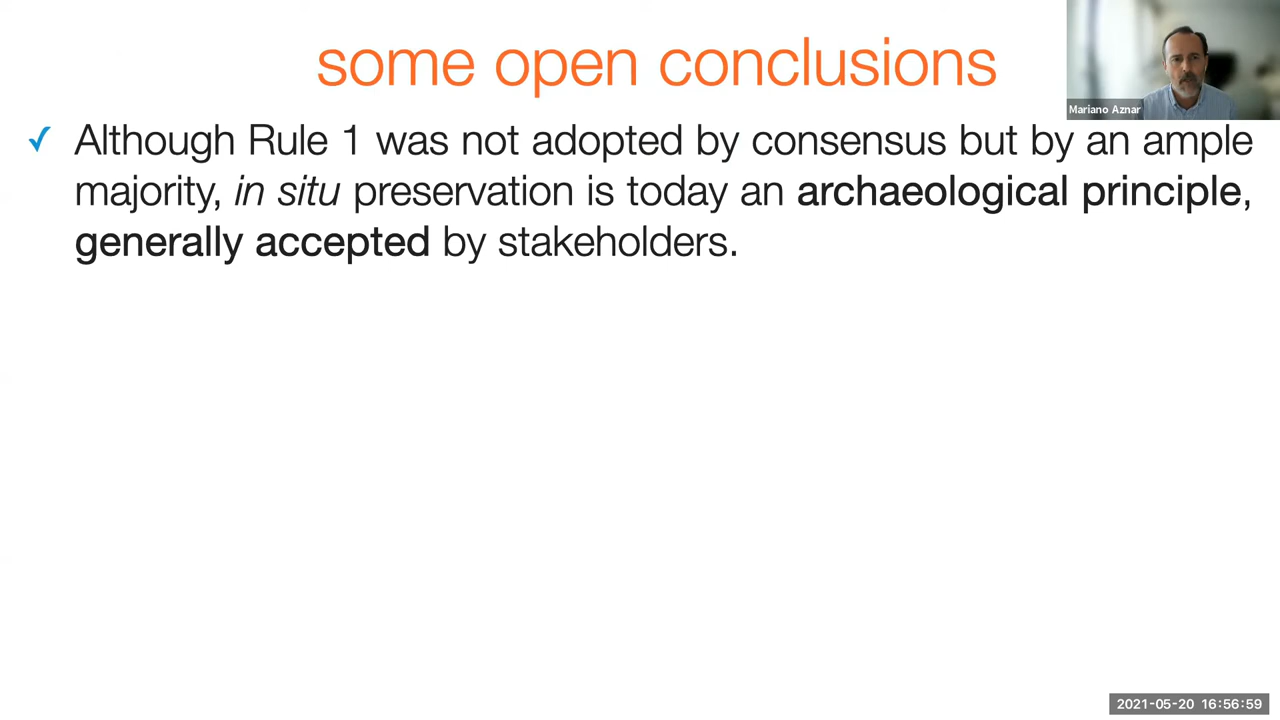 some open conclusions
Mariano Aznar
✓ Although Rule 1 was not adopted by consensus but by an ample
majority, in situ preservation is today an archaeological principle,
generally accepted by stakeholders.
2021-05-20 16:56:59